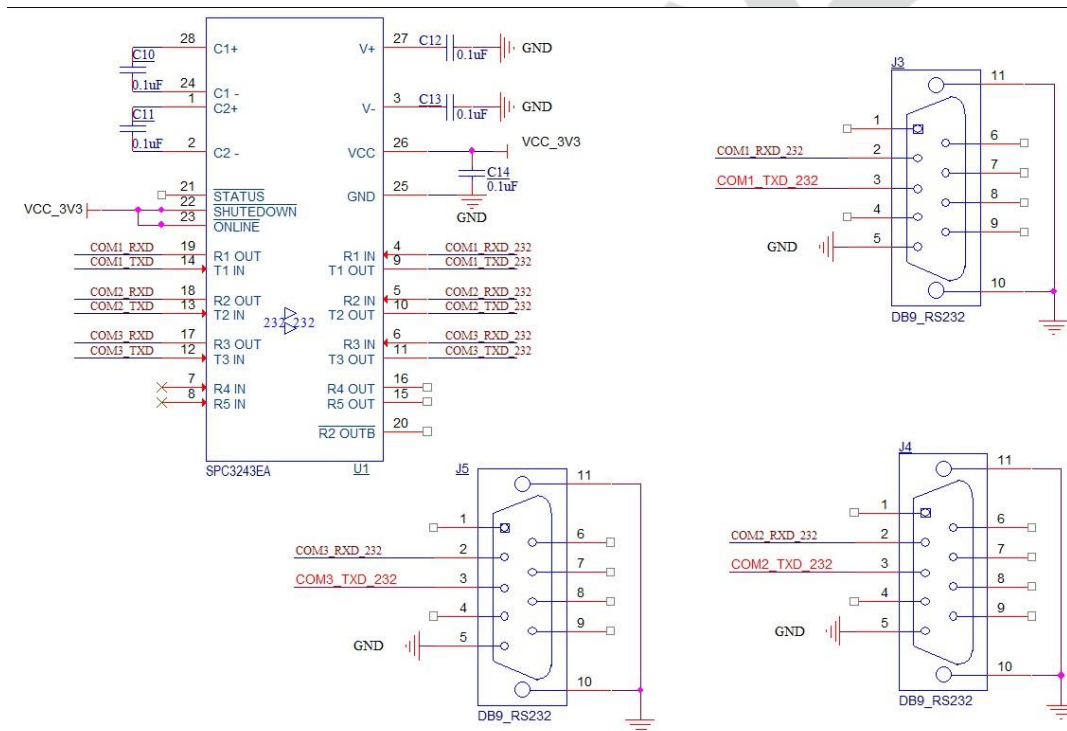 28
C1+
C10
0.1uF
24
C1 -
1
C2+
C11
0.1uF
2
C2 -
21
STATUS
VCC_3V3
22
SHUTEDOWN
23
ONLINE
COM1_RXD
19
R1 OUT
COM1_TXD
14
T1 IN
COM2_RXD
18
R2 OUT
COM2_TXD
13
T2 IN
COM3_RXD
17
R3 OUT
COM3_TXD
12
T3 IN
7
R4 IN
8
R5 IN
232
232
V+
27
C12
0.1uF
GND
V-
3
C13
0.1uF
GND
VCC
26
VCC_3V3
C14
0.1uF
GND
25
GND
R1 IN
4
COM1_RXD_232
T1 OUT
9
COM1_TXD_232
R2 IN
5
COM2_RXD_232
T2 OUT
10
COM2_TXD_232
R3 IN
6
COM3_RXD_232
T3 OUT
11
COM3_TXD_232
R4 OUT
16
R5 OUT
15
R2 OUTB
20
SPC3243EA
U1
J3
11
1
6
COM1_RXD_232
2
7
COM1_TXD_232
3
8
4
9
GND
5
10
DB9_RS232
J5
11
1
6
COM3_RXD_232
2
7
COM3_TXD_232
3
8
4
9
GND
5
10
DB9_RS232
J4
11
1
6
COM2_RXD_232
2
7
COM2_TXD_232
3
8
4
9
GND
5
10
DB9_RS232